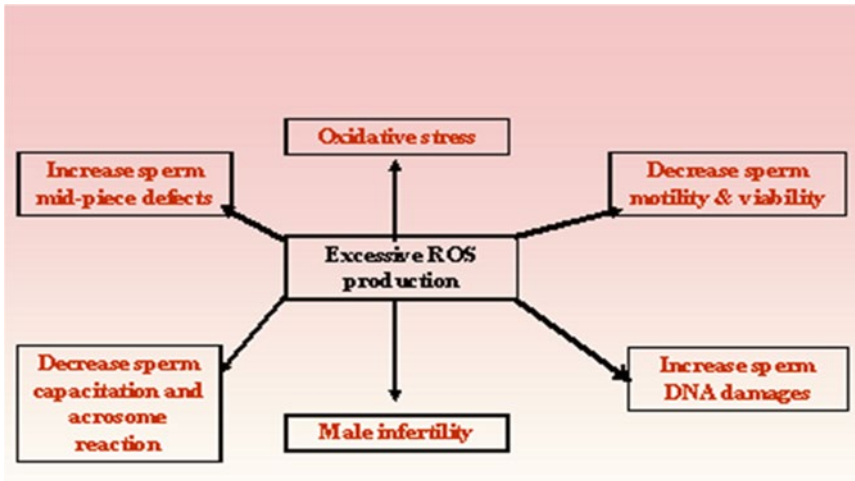 Oxidative stress
Increase sperm
mid-piece defects
Decrease sperm
motility & viability
Excessive ROS
production
Decrease sperm
capacitation and
acrosome
reaction
Male infertility
Increase sperm
DNA damages